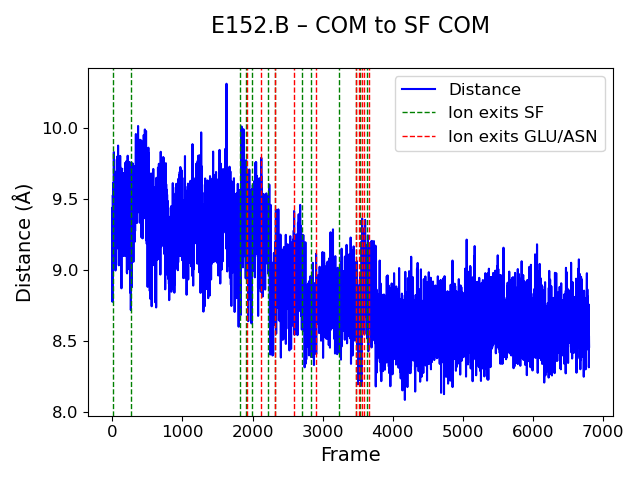 E152.B – COM to SF COM
Distance
Ion exits SF
Ion exits GLU/ASN
Distance (Å)
10.0
9.5
9.0
8.5
8.0
0 1000 2000 3000 4000 5000 6000 7000
Frame